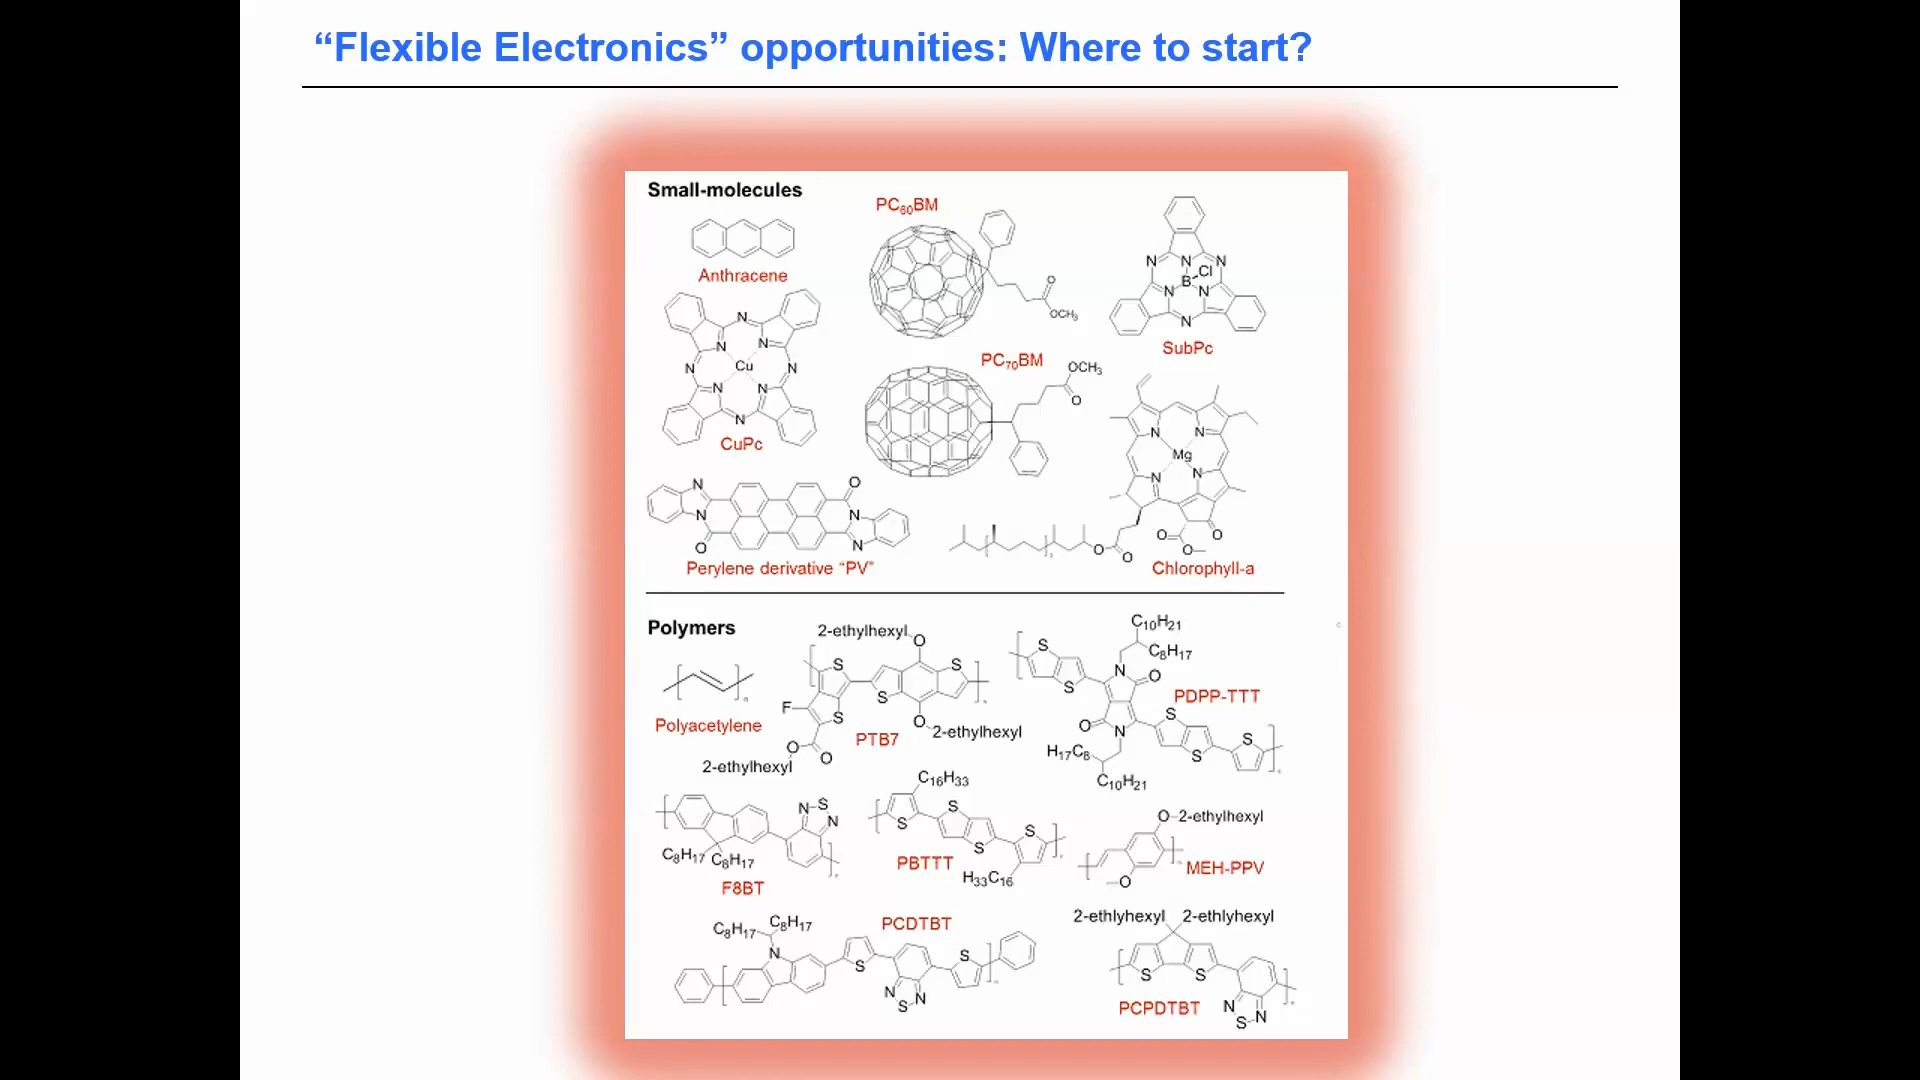 “Flexible Electronics” opportunities: Where to start?
Small-molecules
Anthracene
PC60BM
O
OCH3
N
N
N
B
Cl
N
N
N
SubPc
N
N
N
N
Cu
N
N
N
N
CuPc
PC70BM
OCH3
O
N
N
Mg
N
N
O
O
O
O
O
Chlorophyll-a
N
N
O
O
N
N
Perylene derivative “PV”
Polymers
n
Polyacetylene
2-ethylhexyl
O
S
S
S
S
F
O
2-ethylhexyl
O
O
2-ethylhexyl
PTB7
C10H21
C8H17
S
S
N
O
O
N
S
S
S
H17C8
C10H21
PDPP-TTT
N
S
N
C8H17
C8H17
F8BT
C16H33
S
S
S
S
H33C16
PBTTT
O
2-ethylhexyl
O
MEH-PPV
C8H17
C8H17
N
S
N
S
N
S
PCDTBT
2-ethlyhexyl
2-ethlyhexyl
S
S
N
S
N
PCPDTBT